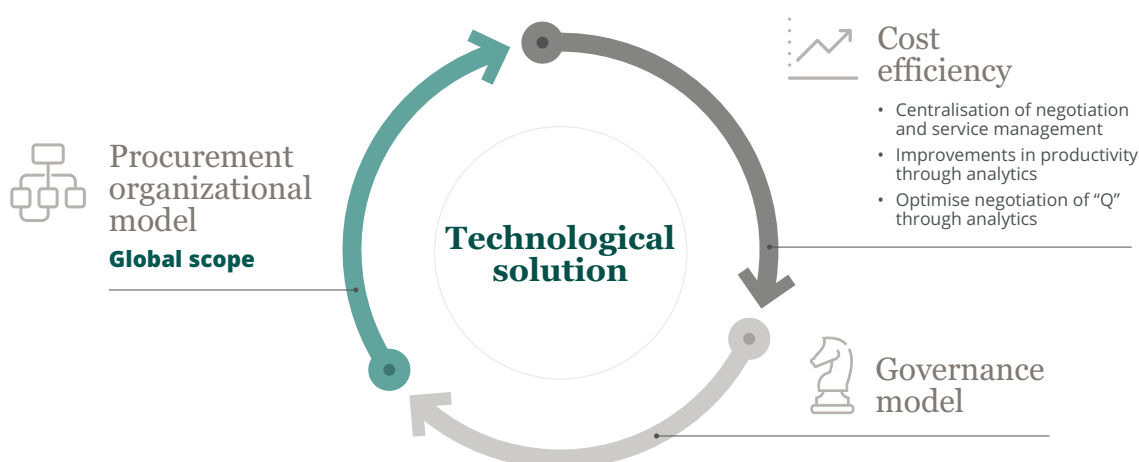 Procurement
organizational
model
Global scope
Technological
solution
Cost
efficiency
• Centralisation of negotiation
and service management
• Improvements in productivity
through analytics
• Optimise negotiation of “Q”
through analytics
Governance
model